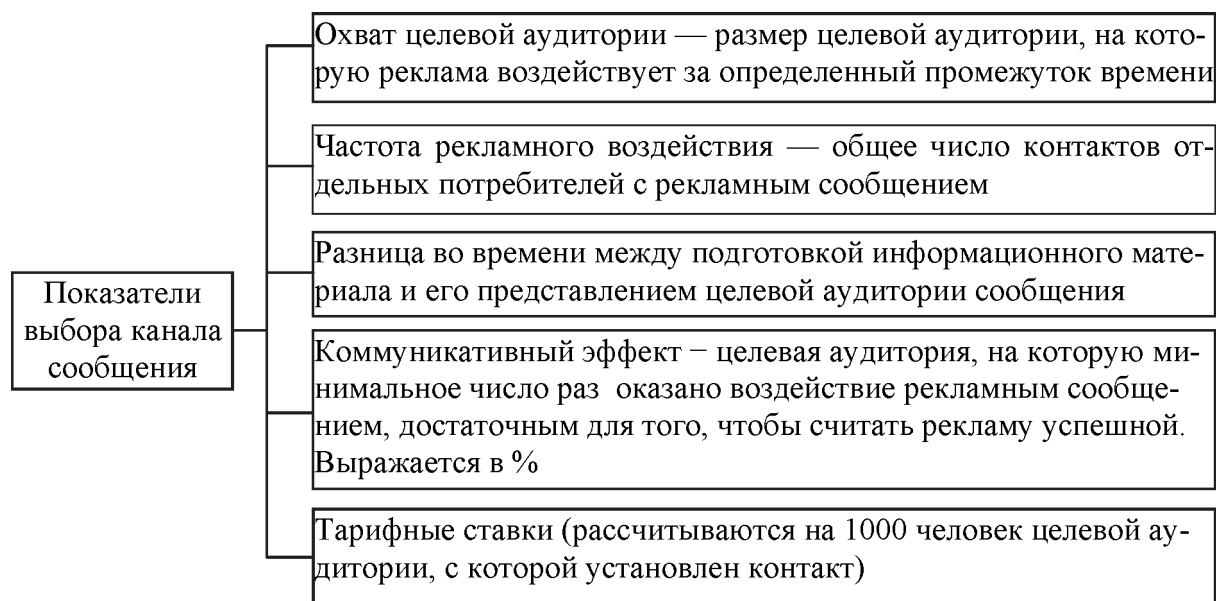 Охват целевой аудитории — размер целевой аудитории, на кото-
рую реклама воздействует за определенный промежуток времени
Частота рекламного воздействия — общее число контактов от-
дельных потребителей с рекламным сообщением
Разница во времени между подготовкой информационного мате-
риала и его представлением целевой аудитории сообщения
Показатели
выбора канала
сообщения
Коммуникативный эффект − целевая аудитория, на которую ми-
нимальное число раз оказано воздействие рекламным сообще-
нием, достаточным для того, чтобы считать рекламу успешной.
Выражается в %
Тарифные ставки (рассчитываются на 1000 человек целевой ау-
дитории, с которой установлен контакт)